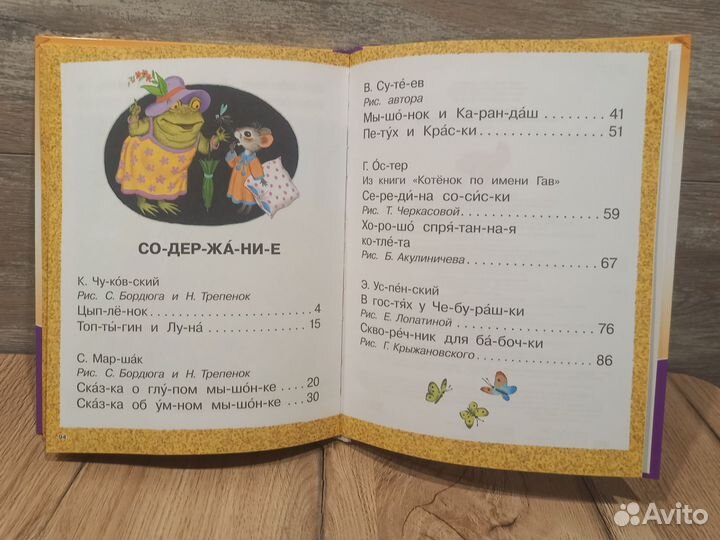 СО-ДЕР-ЖА́-НИ-Е
К. Чу-ко́в-ский
Рис. С. Бордюга и Н. Трепенок
Цып-лё-нок 4
Топ-ты́-гин и Лу-на́ 15
С. Мар-ша́к
Рис. С. Бордюга и Н. Трепенок
Ска́з-ка о глу́-пом мы-шо́н-ке 20
Ска́з-ка об у́м-ном мы-шо́н-ке 30
94
В. Су-те́-ев
Рис. автора
Мы-шо́-нок и Ка-ран-да́ш 41
Пе-ту́х и Кра́с-ки 51
Г. О́с-тер
Из книги «Котёнок по имени Гав»
Се-ре-ди́-на со-си́с-ки
Рис. Т. Черкасовой 59
Хо-ро-шо́ спря́-тан-на-я
ко-тле́-та
Рис. Б. Акулиничева 67
Э. Ус-пе́н-ский
В гос-тя́х у Че-бу-ра́ш-ки
Рис. Е. Лопатиной 76
Скво-ре́ч-ник для ба́-боч-ки
Рис. Г. Крыжановского 86
Avito